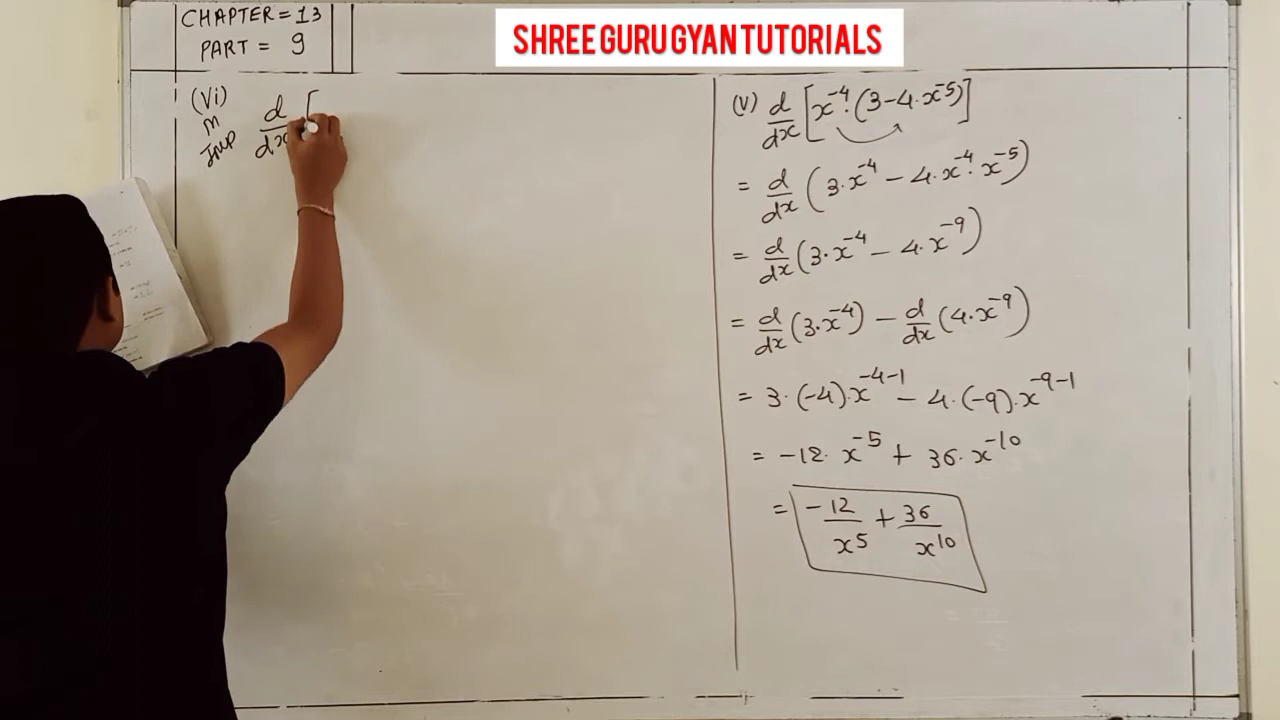 CHAPTER = 13
PART = 9
SHREE GURU GYAN TUTORIALS
(Vi) d/dx [
M
Imp
(V) d/dx [x⁻⁴·(3-4·x⁻⁵)]
= d/dx (3·x⁻⁴ - 4·x⁻⁴·x⁻⁵)
= d/dx (3·x⁻⁴ - 4·x⁻⁹)
= d/dx (3·x⁻⁴) - d/dx (4·x⁻⁹)
= 3·(-4)·x⁻⁴⁻¹ - 4·(-9)·x⁻⁹⁻¹
= -12·x⁻⁵ + 36·x⁻¹⁰
= -12/x⁵ + 36/x¹⁰